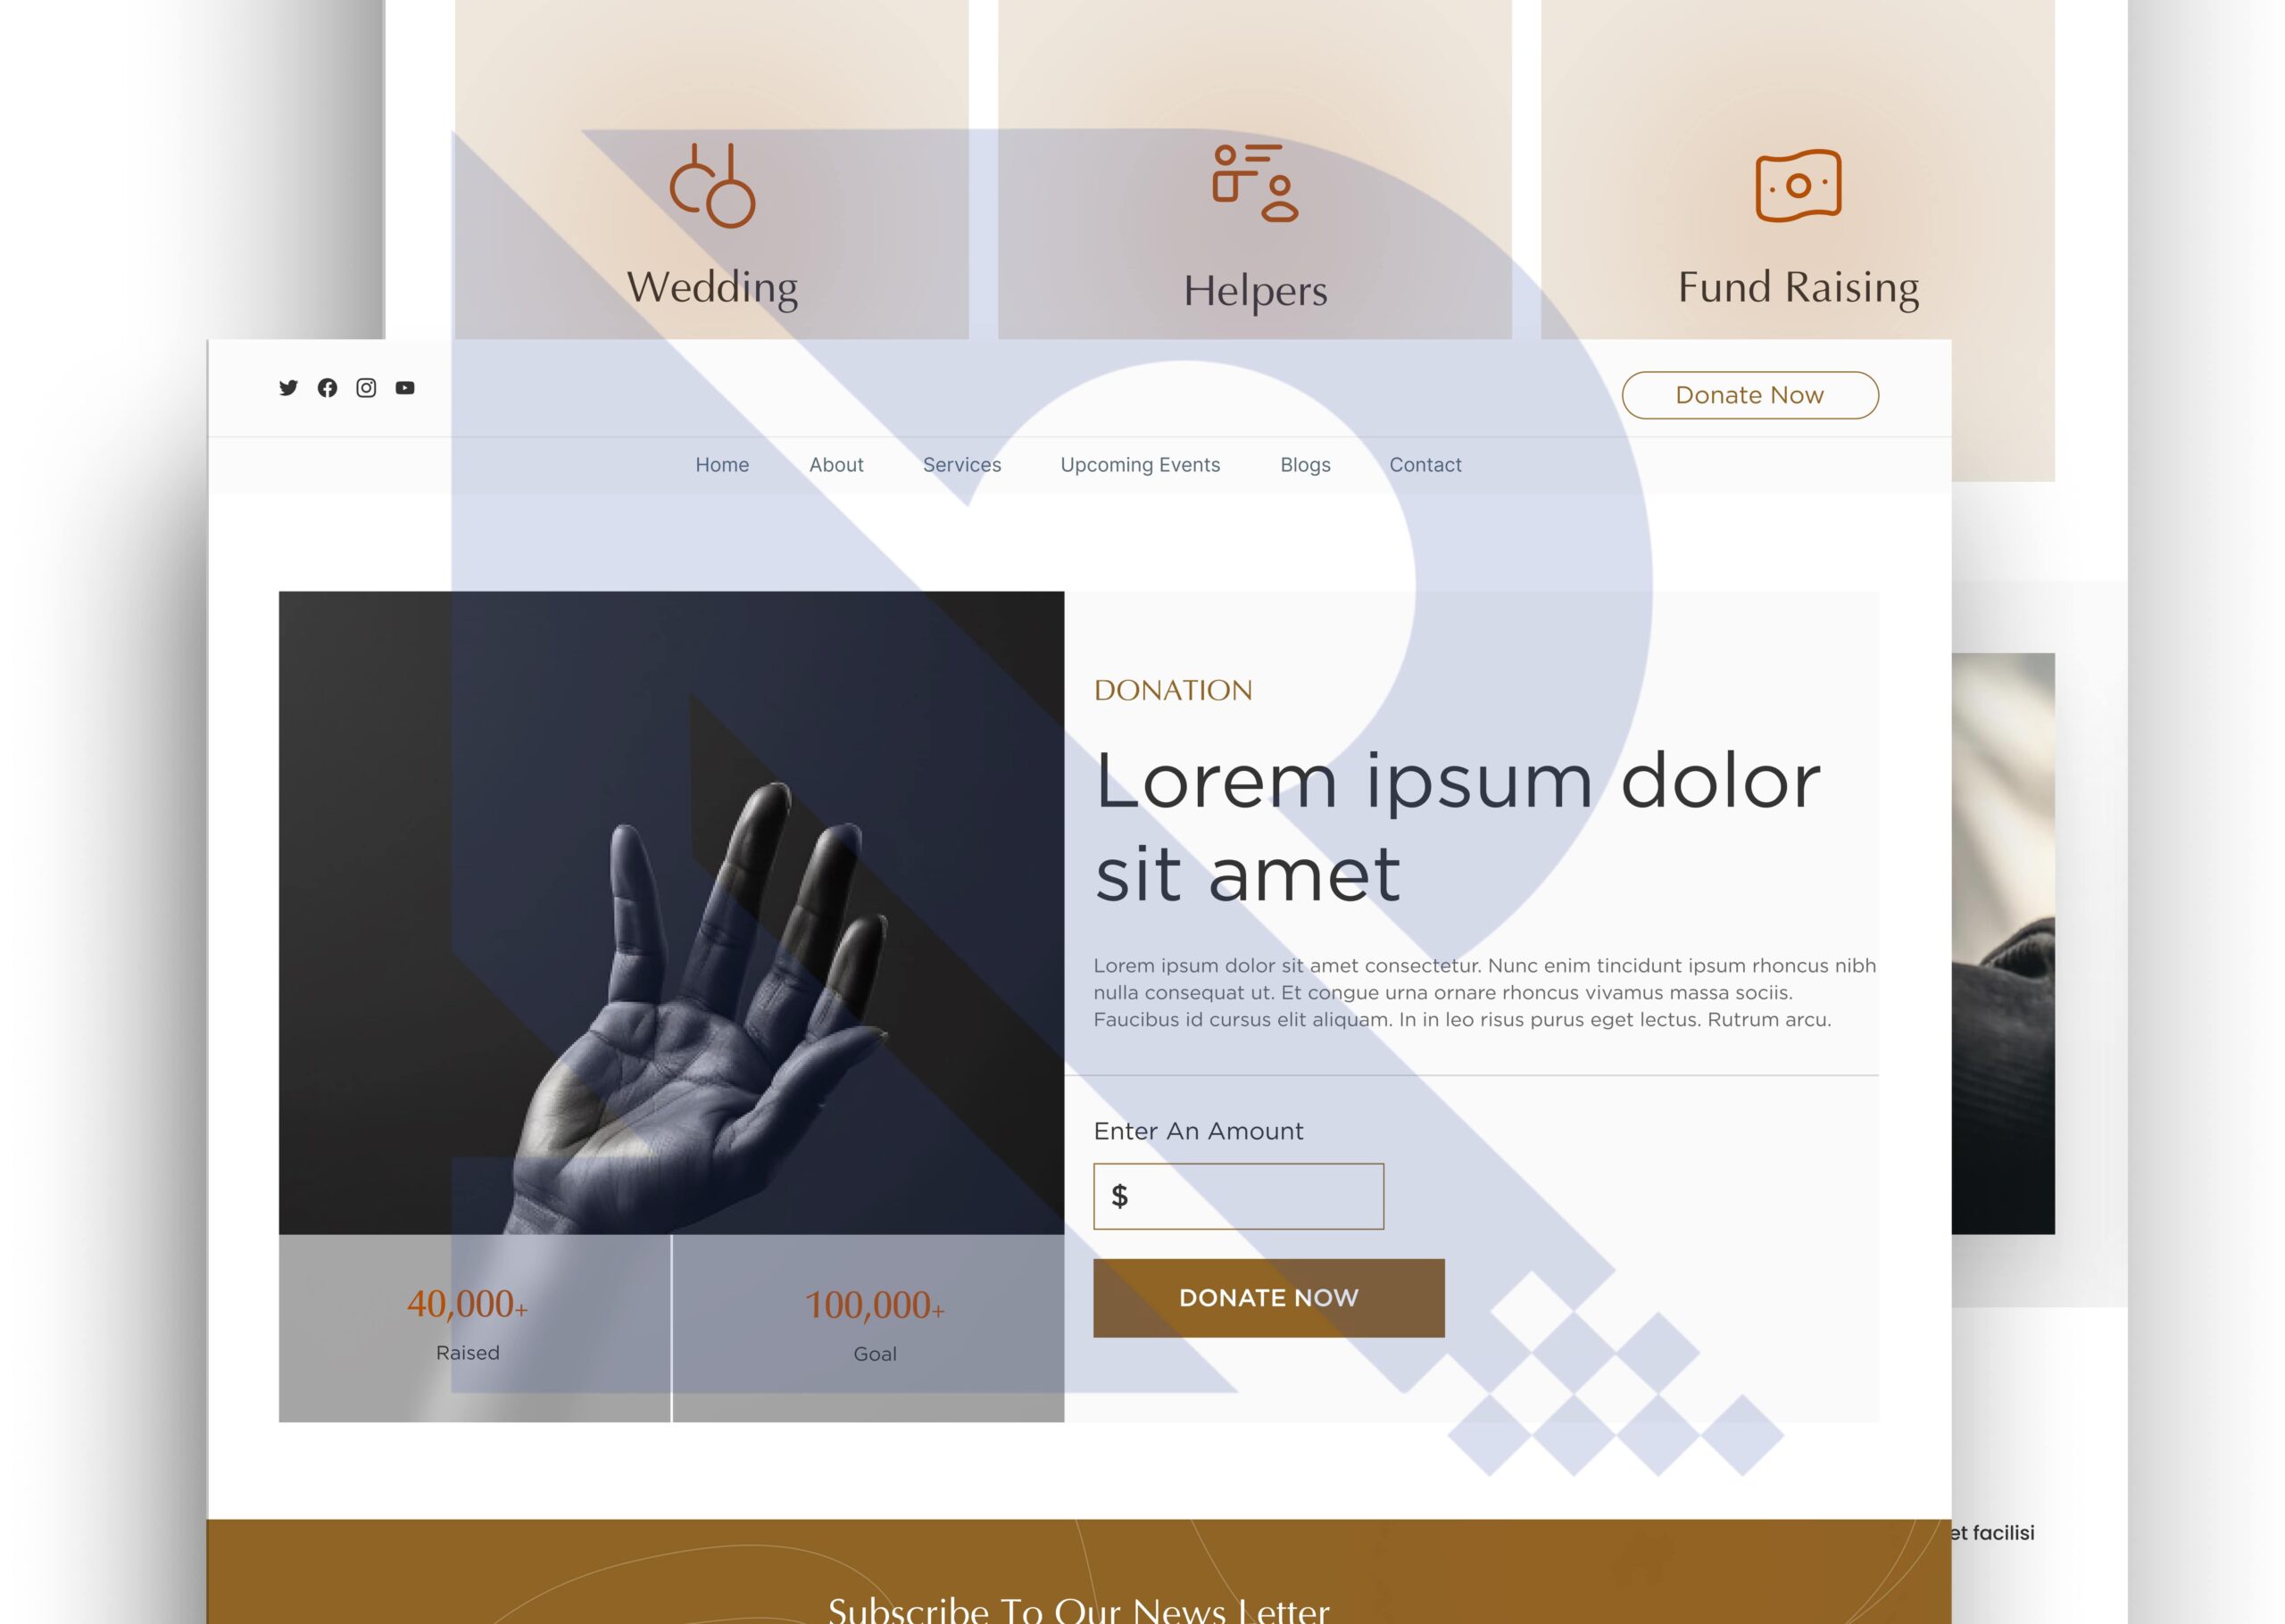 Wedding
Helpers
Fund Raising
Donate Now
Home About Services Upcoming Events Blogs Contact
DONATION
Lorem ipsum dolor
sit amet
Lorem ipsum dolor sit amet consectetur. Nunc enim tincidunt ipsum rhoncus nibh
nulla consequat ut. Et congue urna ornare rhoncus vivamus massa sociis.
Faucibus id cursus elit aliquam. In in leo risus purus eget lectus. Rutrum arcu.
Enter An Amount
$
DONATE NOW
40,000+
Raised
100,000+
Goal
et facilisi
Subscribe To Our News Letter